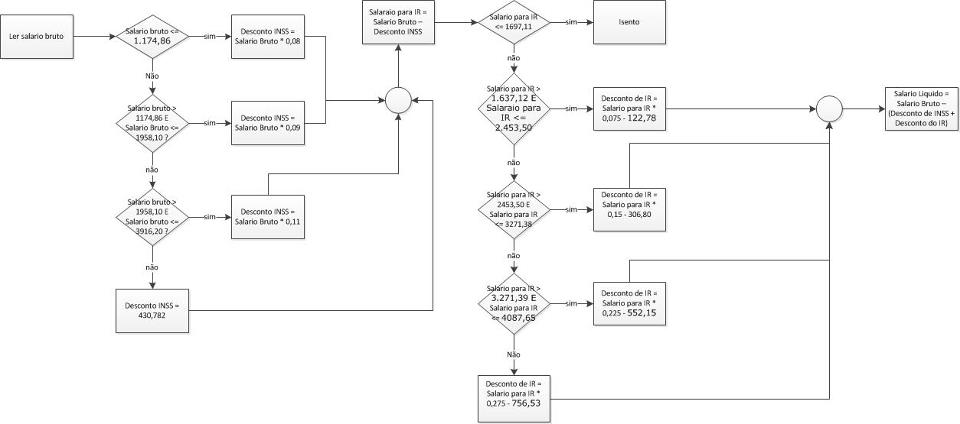 Ler salario bruto
Salario bruto <=
1.174,86
sim
Desconto INSS =
Salario Bruto * 0,08
Não
Salario bruto >
1174,86 E
Salario Bruto <=
1958,10 ?
sim
Desconto INSS =
Salario Bruto * 0,09
não
Salario bruto >
1958,10 E
Salario bruto <=
3916,20 ?
sim
Desconto INSS =
Salario Bruto * 0,11
não
Desconto INSS =
430,782
Salaraio para IR =
Salario Bruto –
Desconto INSS
Salario para IR
<= 1697,11
sim
Isento
não
Salario para IR >
1.637,12 E
Salaraio para
IR <=
2.453,50
sim
Desconto de IR =
Salario para IR *
0,075 - 122,78
não
Salario para IR >
2453,50 E
Salario para IR
<= 3271,38
sim
Desconto de IR =
Salario para IR *
0,15 - 306,80
não
Salario para IR >
3.271,39 E
Salario para IR
<= 4087,65
sim
Desconto de IR =
Salario para IR *
0,225 - 552,15
Não
Desconto de IR =
Salario para IR *
0,275 - 756,53
Salario Liquido =
Salario Bruto –
(Desconto de INSS +
Desconto do IR)